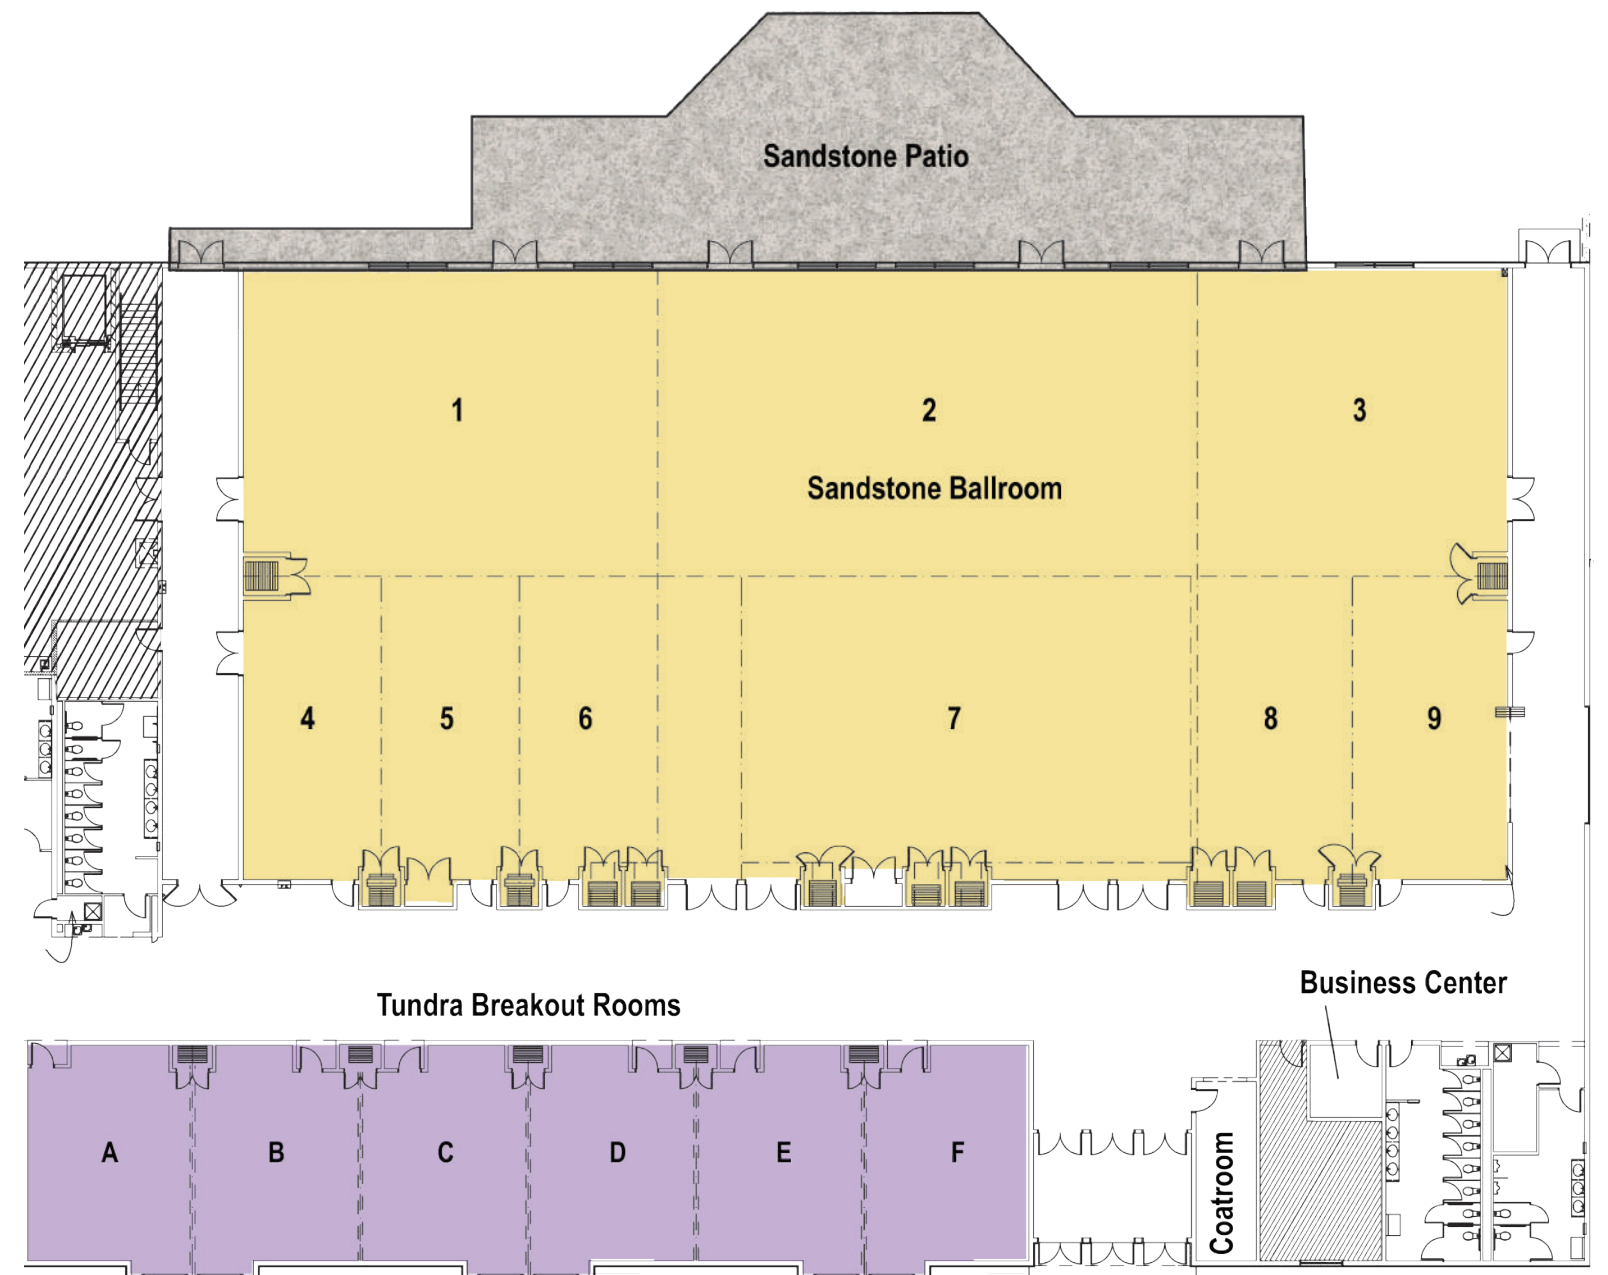 Sandstone Patio
1
2
3
Sandstone Ballroom
4
5
6
7
8
9
Business Center
Tundra Breakout Rooms
A
B
C
D
E
F
Coatroom